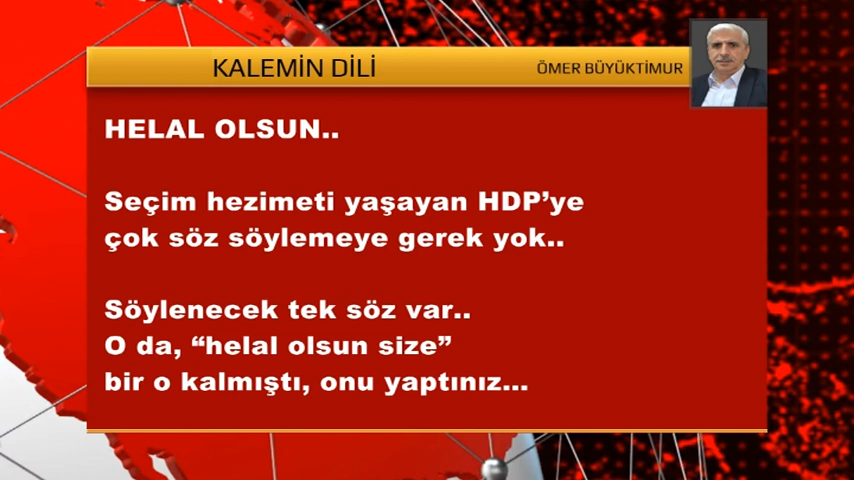 KALEMİN DİLİ
ÖMER BÜYÜKTİMUR
HELAL OLSUN..
Seçim hezimeti yaşayan HDP’ye
çok söz söylemeye gerek yok..
Söylenecek tek söz var..
O da, “helal olsun size”
bir o kalmıştı, onu yaptınız...